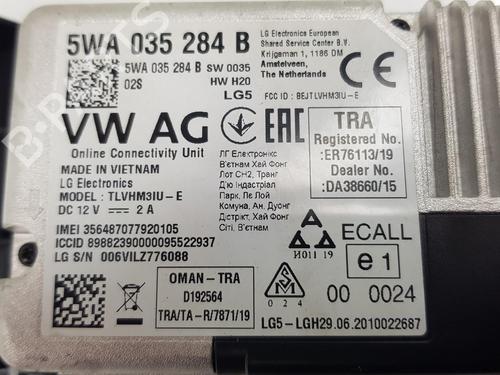 5WA 035 284 B
5WA 035 284 B SW 0035
02S HW H20
LG5
LG Electronics European
Shared Service Center B.V.
Krijgsman 1, 1186 DM
Amstelveen,
The Netherlands
CE
FCC ID : BEJTLVHM3IU-E
VW AG
Online Connectivity Unit
EAC
TRA
Registered No.
:ER76113/19
Dealer No.
:DA38660/15
MADE IN VIETNAM
LG Electronics
MODEL : TLVHM3IU - E
DC 12 V 2 A
IMEI 356487077920105
ICCID 89882390000095522937
LG S/N 006VILZ776088
ЛГ Електронікс
В'єтнам Хай Фонг
Лот СН2, Транг
Д'ю Індастріал
Парк, Ле Лой
Комуна, Ан. Дуонг
Дістрікт, Хай Фонг
Сіті. В'єтнам
И011 19
ECALL
e1
00 0024
OMAN - TRA
D192564
TRA/TA-R/7871/19
024
LG5-LGH29.06.2010022687